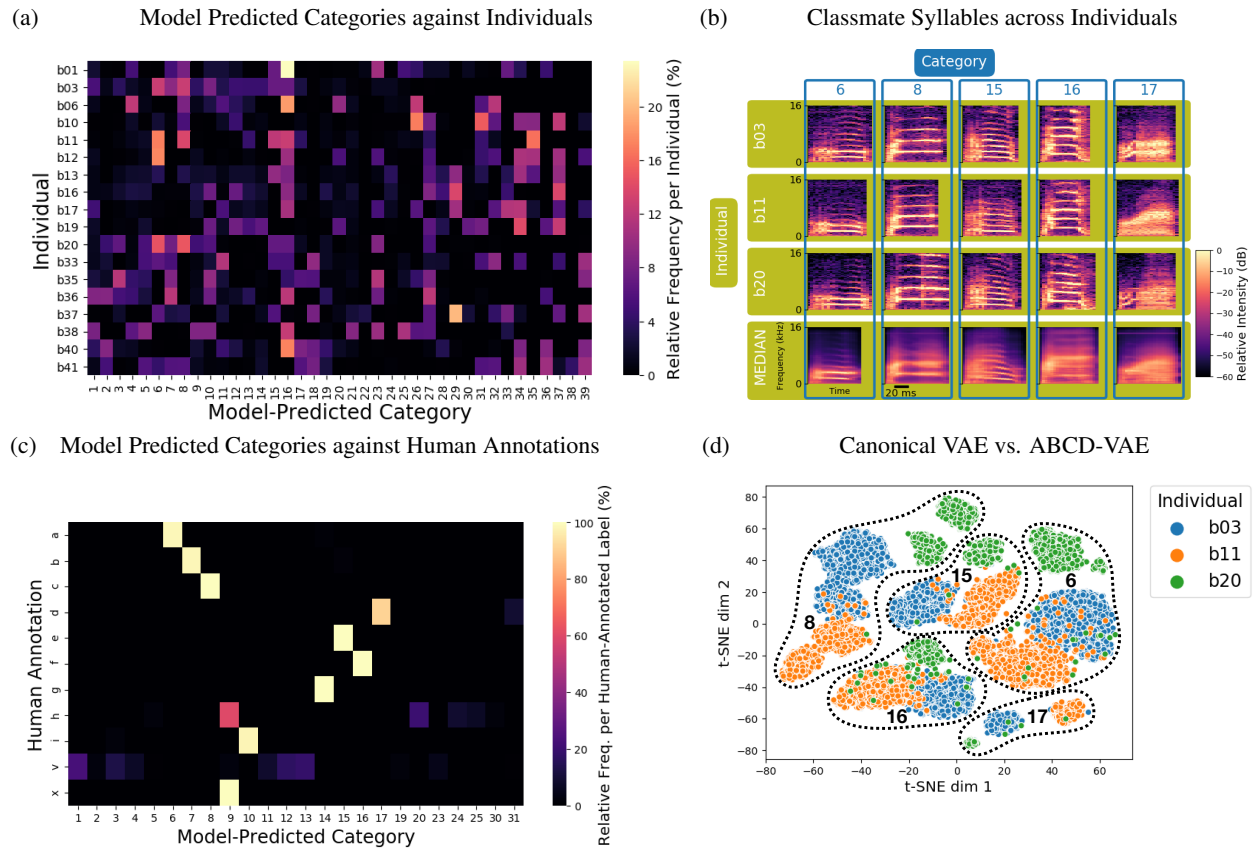 (a) Model Predicted Categories against Individuals
Individual
b01
b03
b06
b10
b11
b12
b13
b16
b17
b19
b20
b33
b35
b36
b37
b38
b40
b41
1 2 3 4 5 6 7 8 9 10 11 12 13 14 15 16 17 18 19 20 21 22 23 24 25 26 27 28 29 30 31 32 33 34 35 36 37 38 39
Model-Predicted Category
20
16
12
8
4
0
Relative Frequency per Individual (%)
(b) Classmate Syllables across Individuals
Category
6 8 15 16 17
Individual
b03
16
0
b11
16
0
b20
16
0
MEDIAN
Frequency (kHz)
16
0
Time
20 ms
0
−10
−20
−30
−40
−50
−60
Relative Intensity (dB)
(c) Model Predicted Categories against Human Annotations
Human Annotation
a
b
c
d
e
f
g
h
i
v
x
1 2 3 4 5 6 7 8 9 10 11 12 13 14 15 16 17 20 23 24 25 30 31
Model-Predicted Category
100
80
60
40
20
0
Relative Freq. per Human-Annotated Label (%)
(d) Canonical VAE vs. ABCD-VAE
t-SNE dim 2
80
60
40
20
0
−20
−40
−60
−80
15
6
8
16
17
−80 −60 −40 −20 0 20 40 60
t-SNE dim 1
Individual
b03
b11
b20